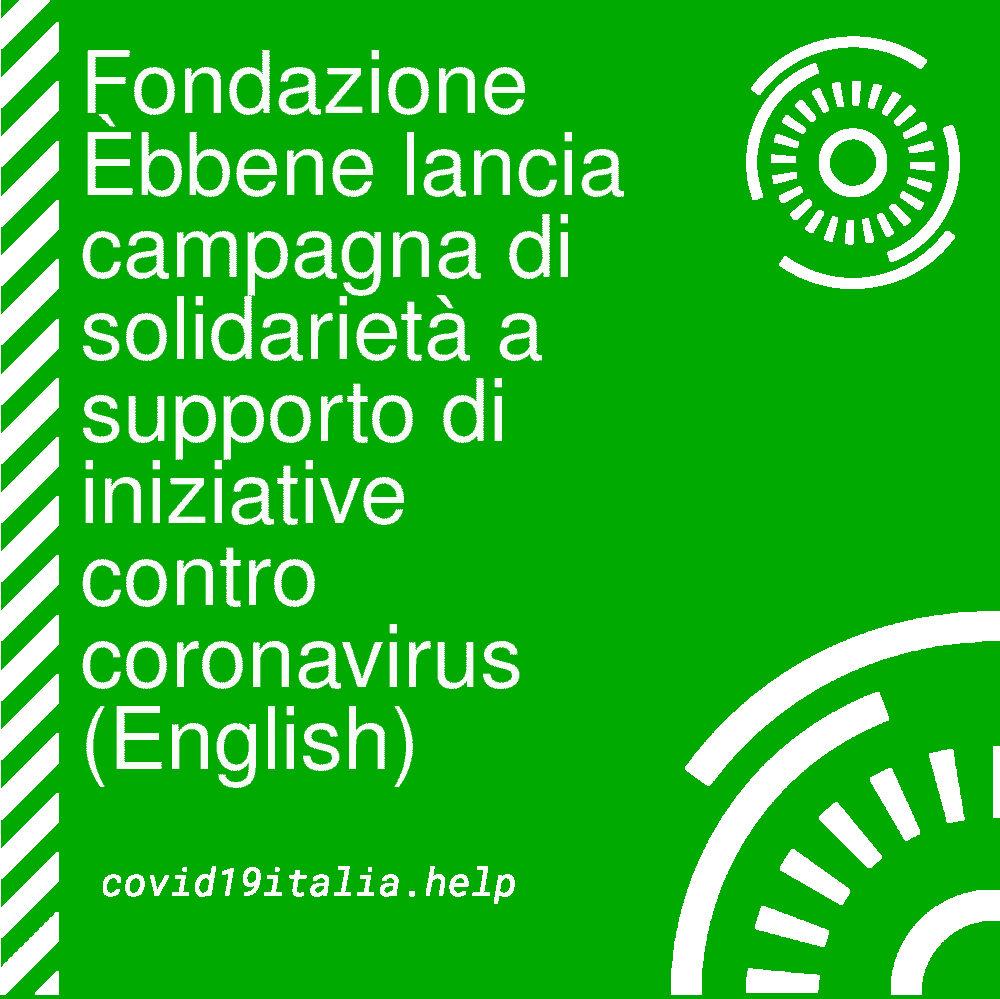 Fondazione
Èbbene lancia
campagna di
solidarietà a
supporto di
iniziative
contro
coronavirus
(English)
covid19italia.help